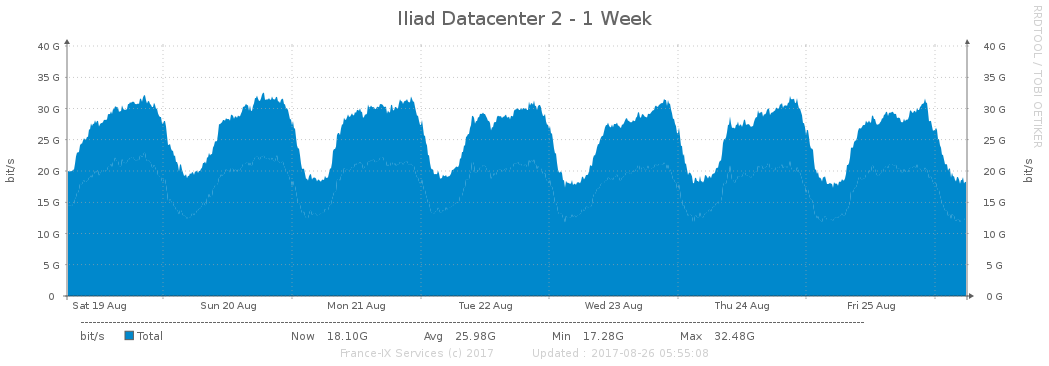 Iliad Datacenter 2 - 1 Week
RRDTOOL / TOBI OETIKER
40 G 40 G
35 G 35 G
30 G 30 G
25 G 25 G
20 G 20 G
15 G 15 G
10 G 10 G
5 G 5 G
0 0 G
bit/s bit/s
Sat 19 Aug Sun 20 Aug Mon 21 Aug Tue 22 Aug Wed 23 Aug Thu 24 Aug Fri 25 Aug
bit/s Total Now 18.10G Avg 25.98G Min 17.28G Max 32.48G
France-IX Services (c) 2017 Updated : 2017-08-26 05:55:08